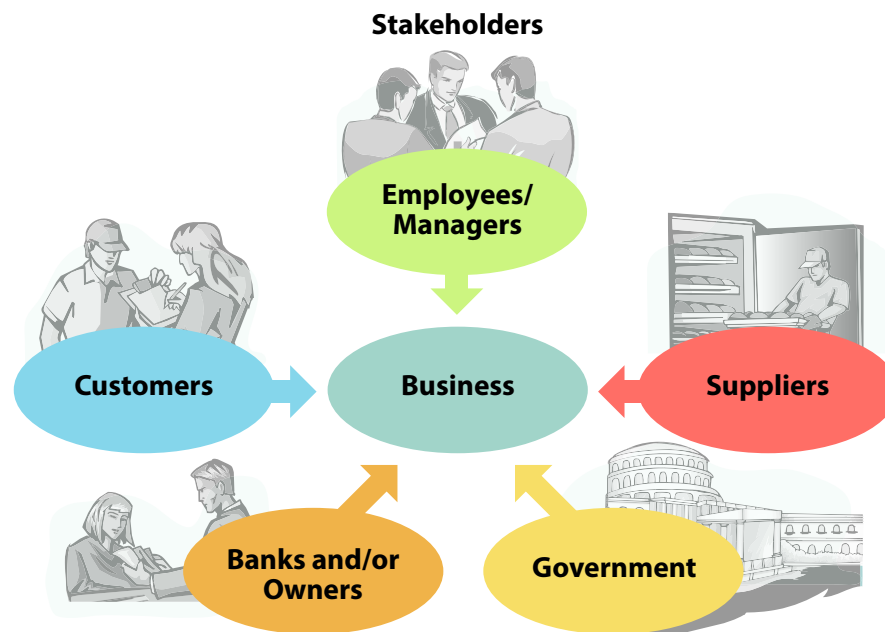 Stakeholders
Employees/
Managers
Customers
Business
Suppliers
Banks and/or
Owners
Government